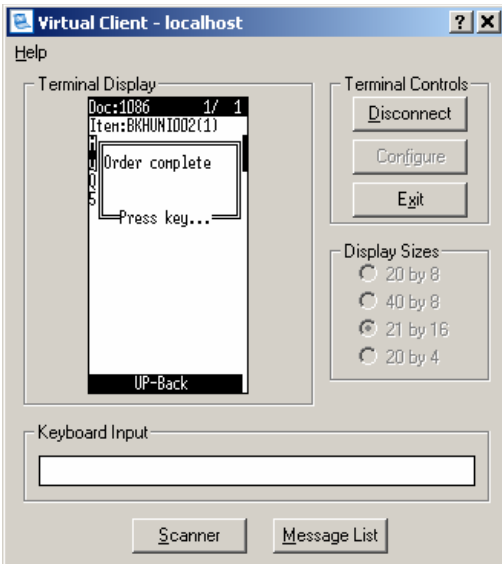 Virtual Client - localhost
Help
Terminal Display
Doc:1086 1/ 1
Item:BKHUNI002(1)
Order complete
Q
5
Press key...
UP-Back
Terminal Controls
Disconnect
Configure
Exit
Display Sizes
20 by 8
40 by 8
21 by 16
20 by 4
Keyboard Input
Scanner
Message List